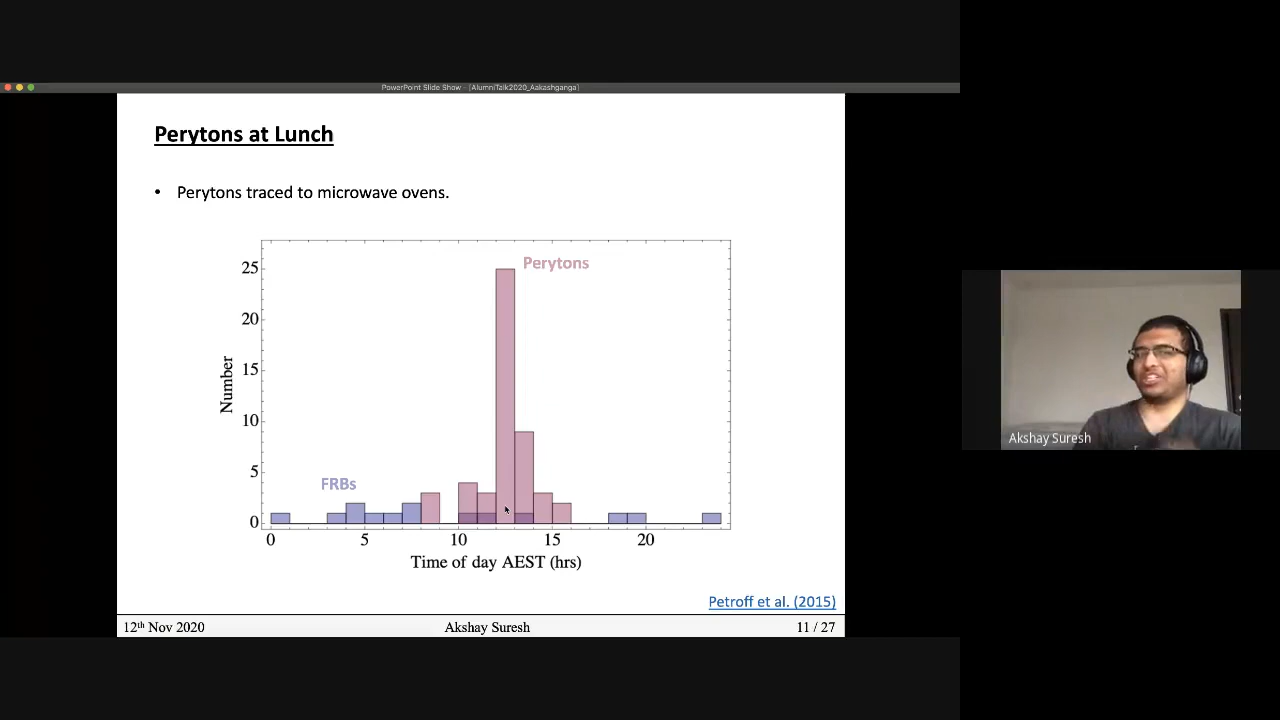 PowerPoint Slide Show - [AlumniTalk2020_Aakashganga]
Perytons at Lunch
• Perytons traced to microwave ovens.
Perytons
FRBs
Number
25
20
15
10
5
0
0 5 10 15 20
Time of day AEST (hrs)
Petroff et al. (2015)
12th Nov 2020 Akshay Suresh 11 / 27
Akshay Suresh